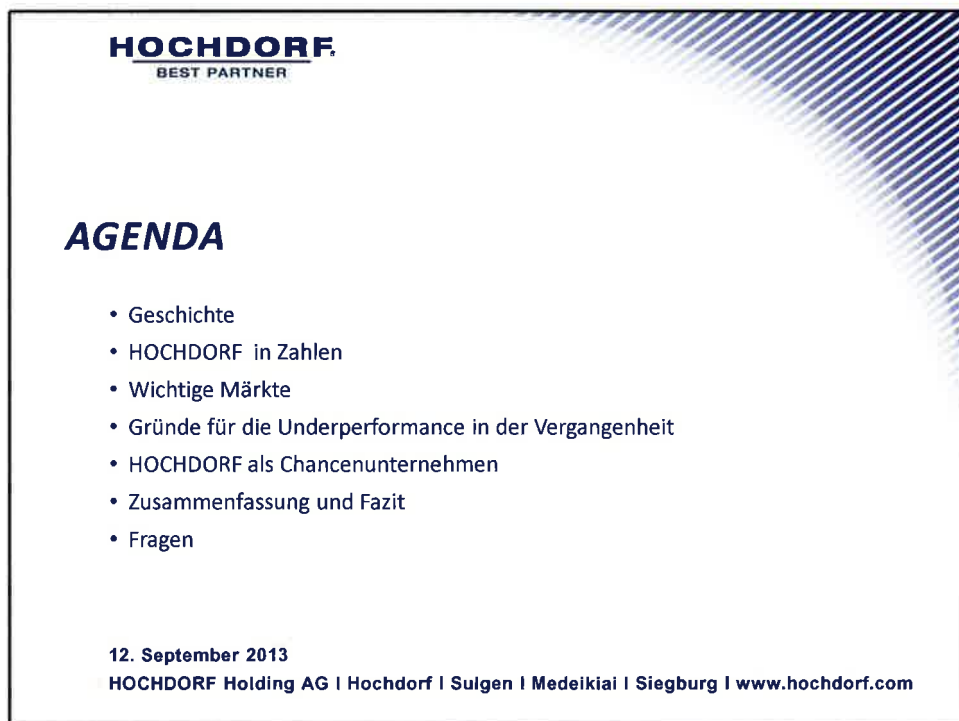 HOCHDORF
BEST PARTNER
AGENDA
• Geschichte
• HOCHDORF in Zahlen
• Wichtige Märkte
• Gründe für die Underperformance in der Vergangenheit
• HOCHDORF als Chancenunternehmen
• Zusammenfassung und Fazit
• Fragen
12. September 2013
HOCHDORF Holding AG I Hochdorf I Sulgen I Medeikiai I Siegburg I www.hochdorf.com